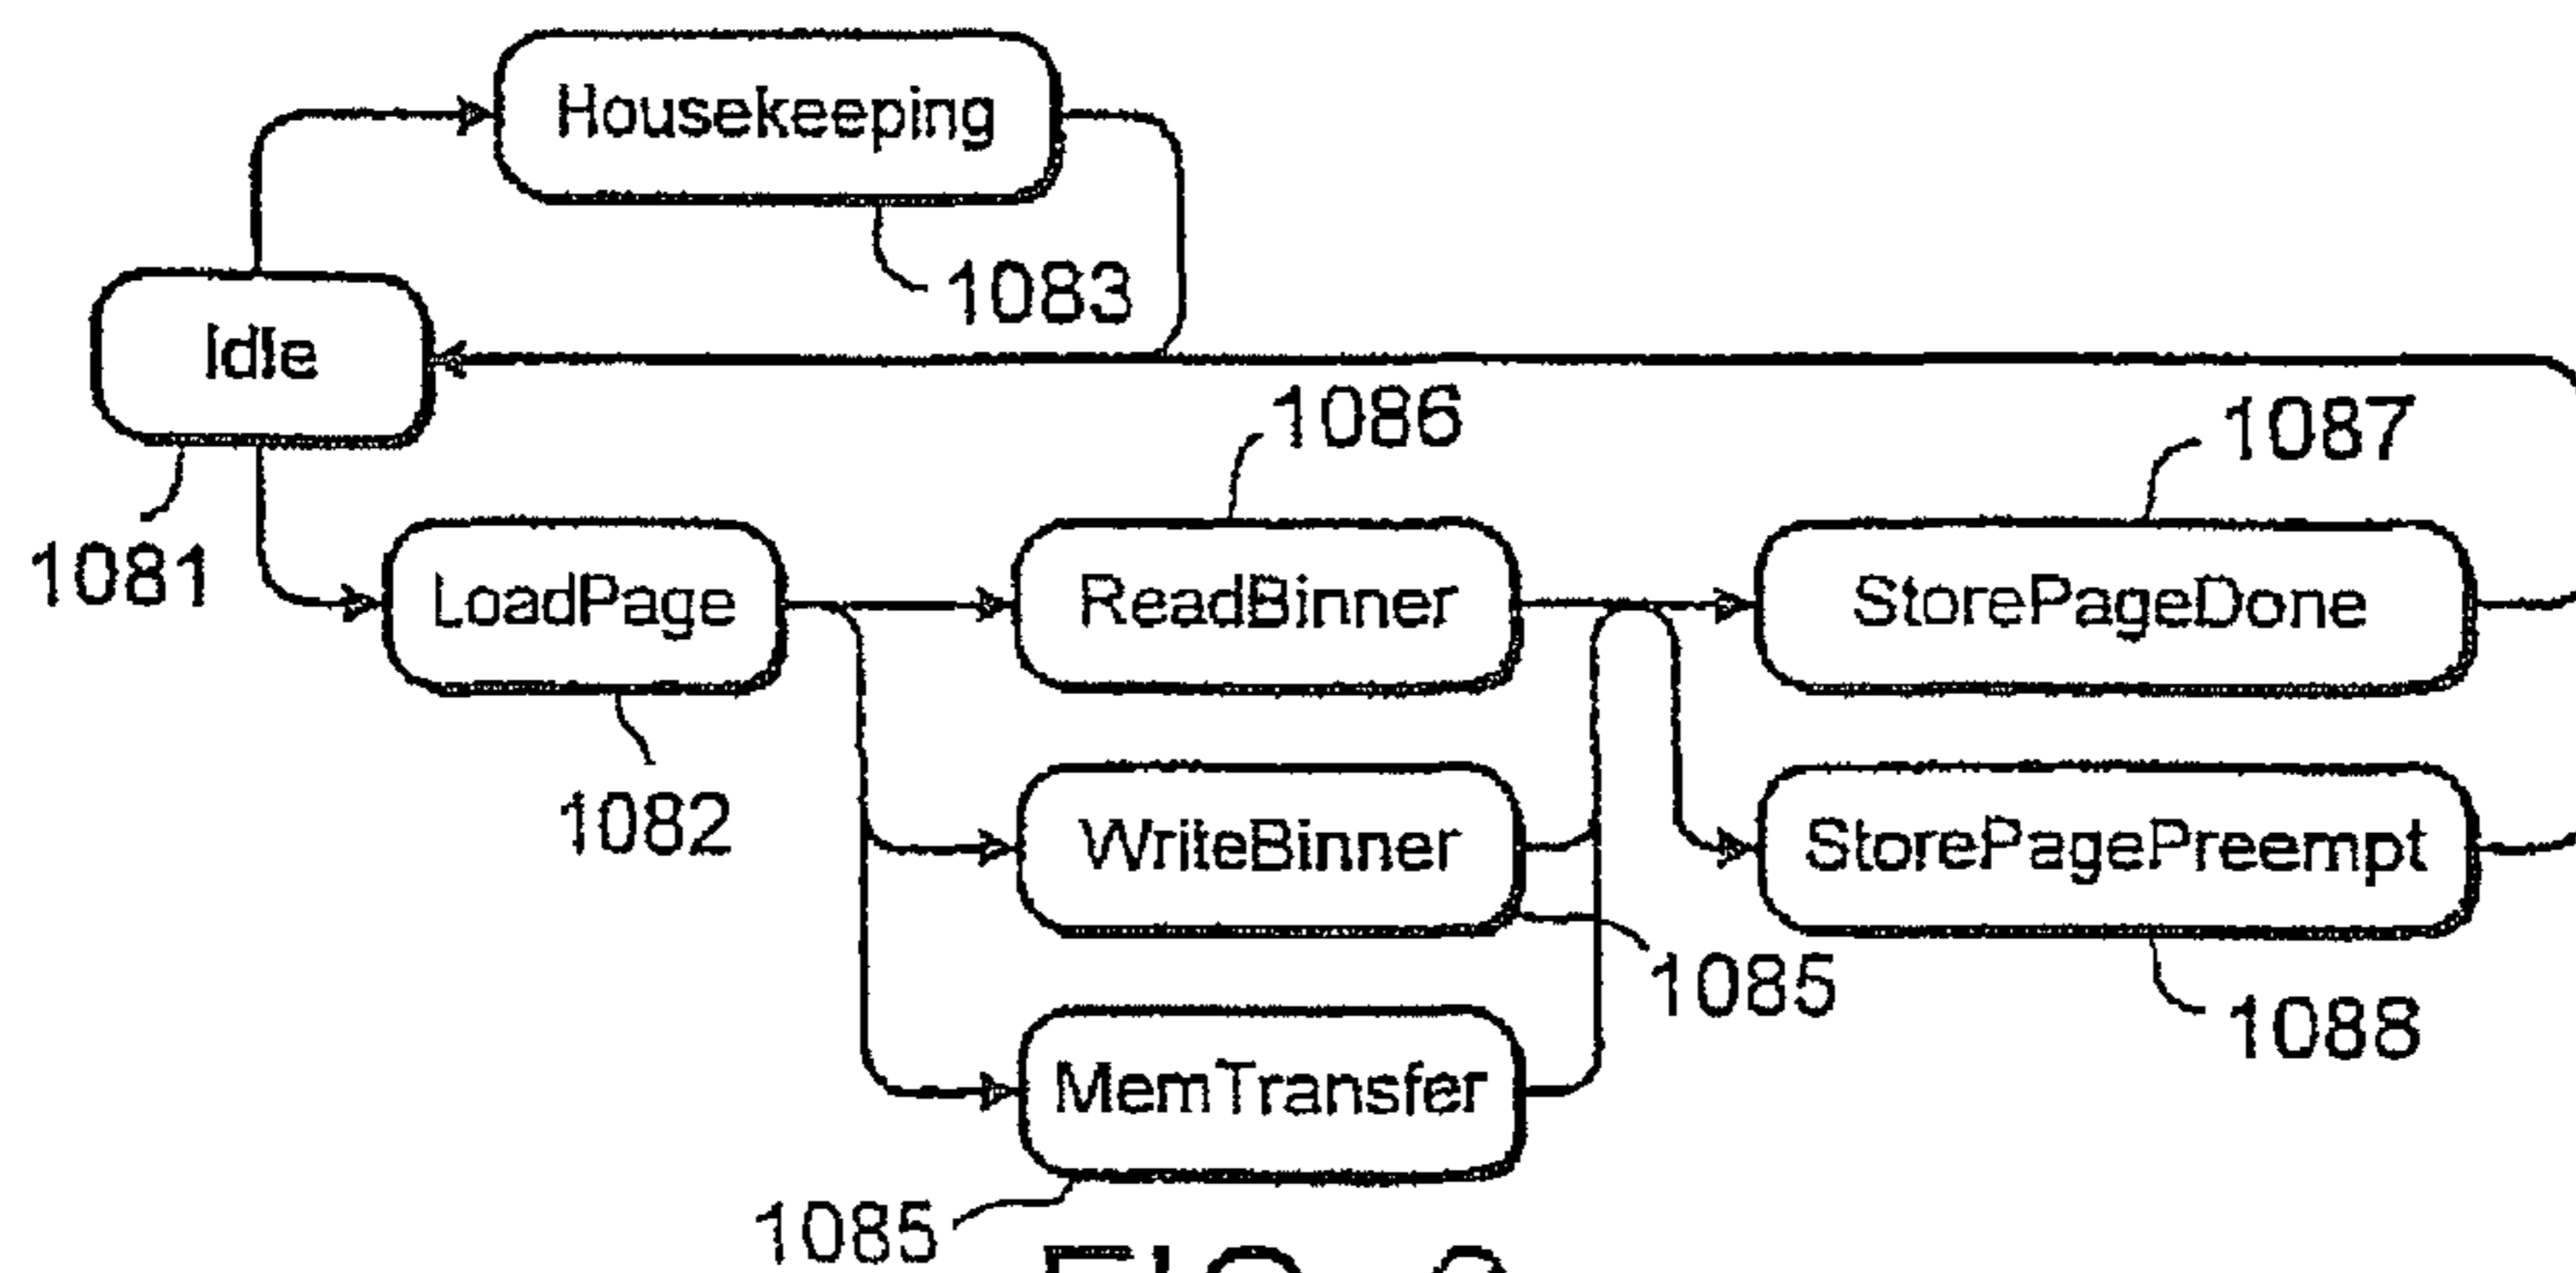 Housekeeping
1083
Idle
1086
1087
1081
LoadPage
ReadBinner
StorePageDone
1082
WriteBinner
StorePagePreempt
1085
1088
MemTransfer
1085